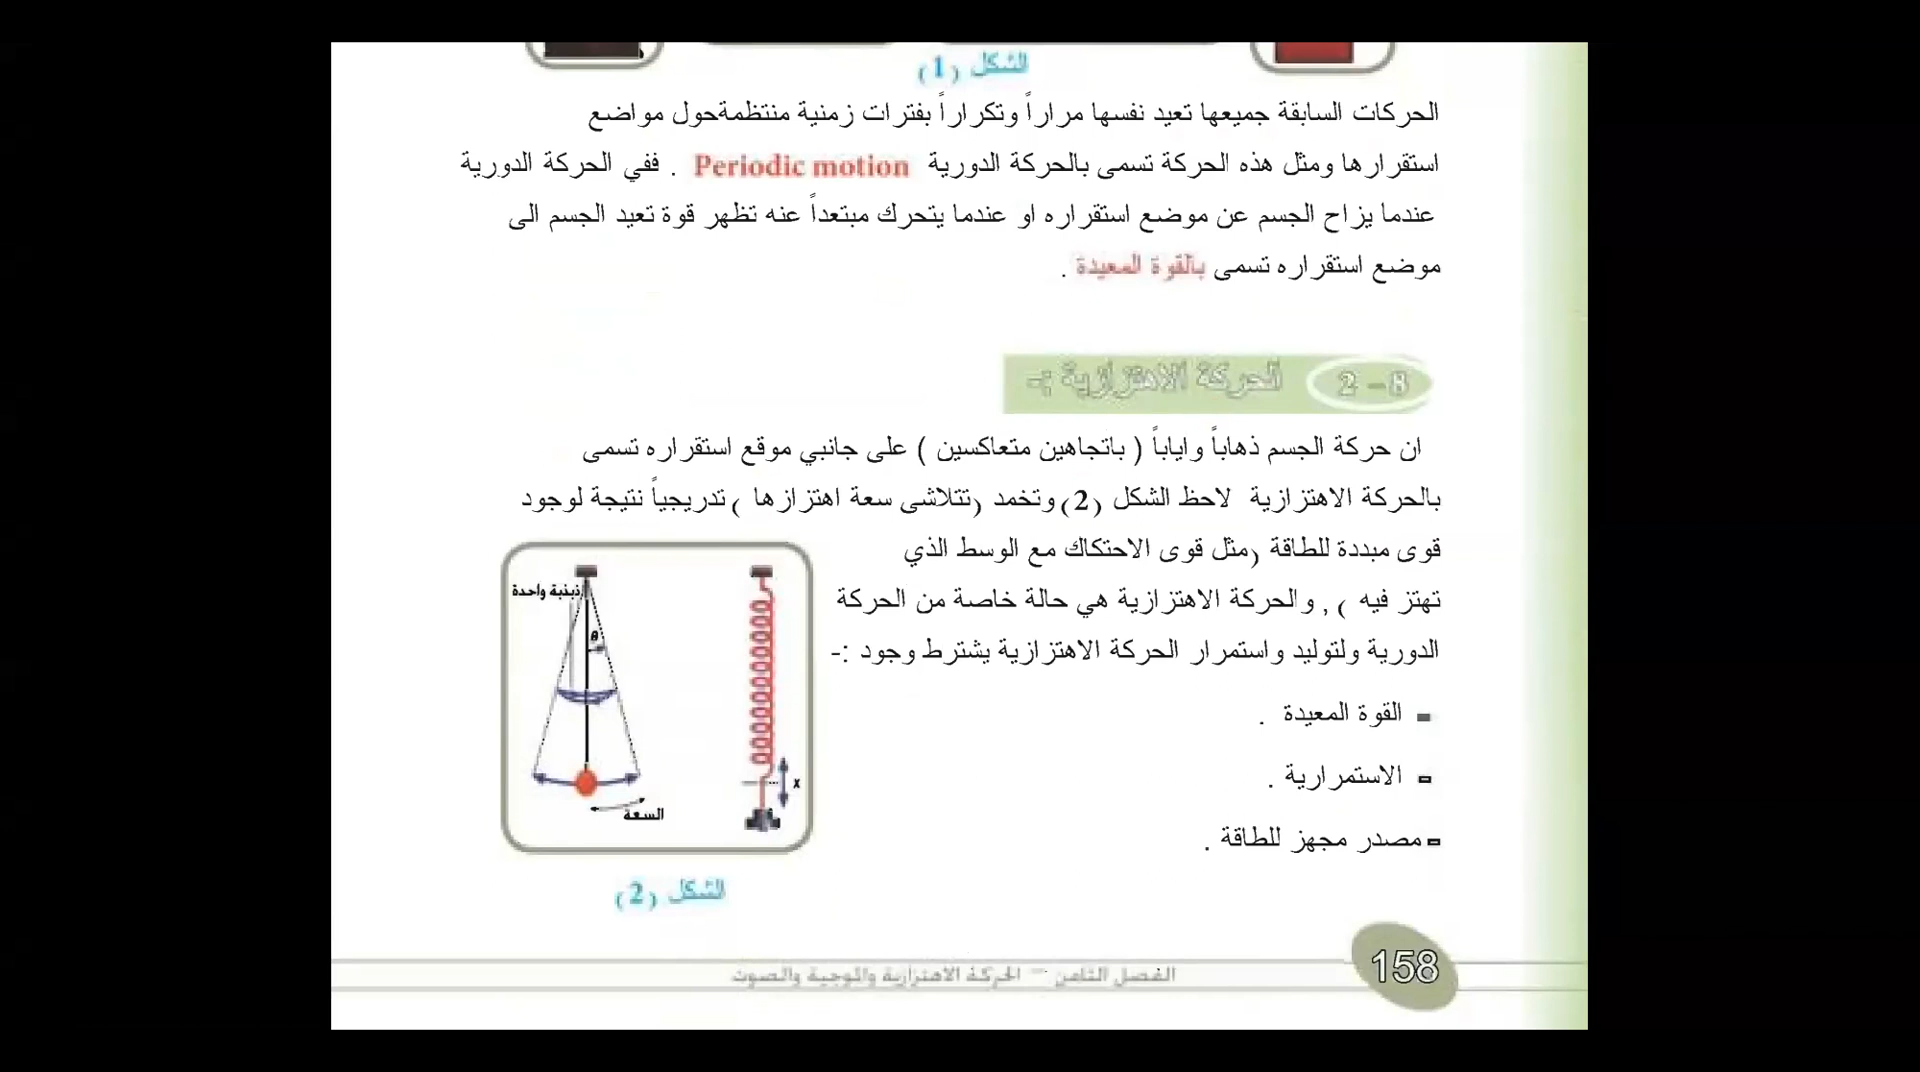 الشكل (1)
الحركات السابقة جميعها تعيد نفسها مراراً وتكراراً بفترات زمنية منتظمةحول مواضع
استقرارها ومثل هذه الحركة تسمى بالحركة الدورية Periodic motion . ففي الحركة الدورية
عندما يزاح الجسم عن موضع استقراره او عندما يتحرك مبتعداً عنه تظهر قوة تعيد الجسم الى
موضع استقراره تسمى بالقوة المعيدة .
8 – 2 الحركة الاهتزازية :-
ان حركة الجسم ذهاباً واياباً ( باتجاهين متعاكسين ) على جانبي موقع استقراره تسمى
بالحركة الاهتزازية لاحظ الشكل (2) وتخمد (تتلاشى سعة اهتزازها ) تدريجياً نتيجة لوجود
قوى مبددة للطاقة (مثل قوى الاحتكاك مع الوسط الذي
تهتز فيه ) , والحركة الاهتزازية هي حالة خاصة من الحركة
الدورية ولتوليد واستمرار الحركة الاهتزازية يشترط وجود :-
القوة المعيدة .
الاستمرارية .
مصدر مجهز للطاقة .
ذبذبة واحدة
θ
x
السعة
الشكل (2)
الفصل الثامن – الحركة الاهتزازية والموجية والصوت
158